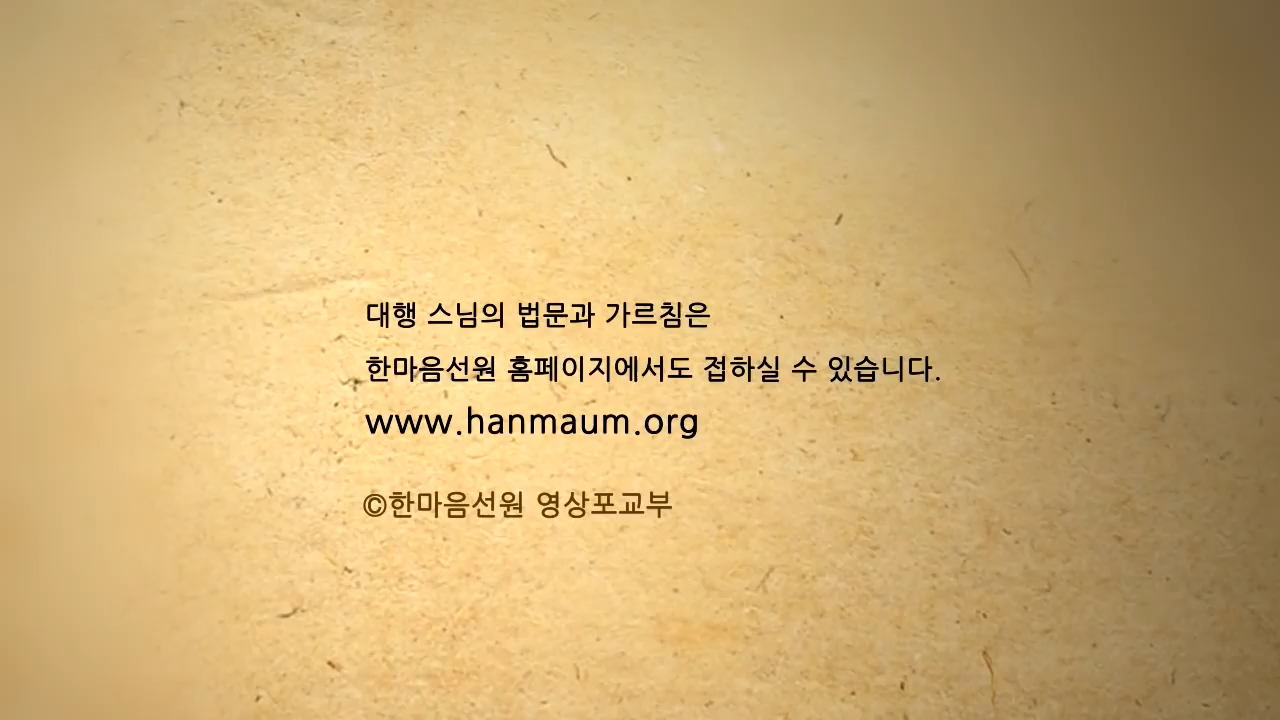 대행 스님의 법문과 가르침은
한마음선원 홈페이지에서도 접하실 수 있습니다.
www.hanmaum.org
©한마음선원 영상포교부